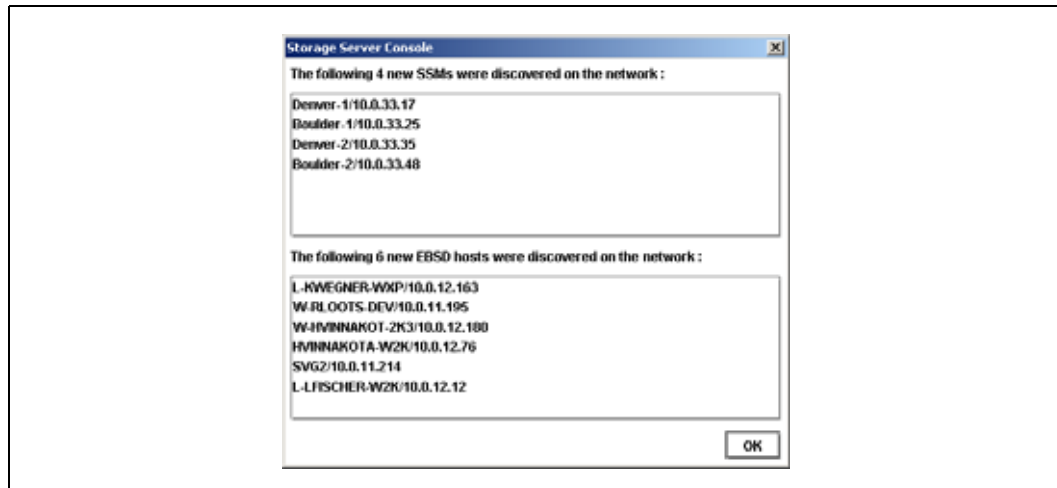 Storage Server Console
The following 4 new SSMs were discovered on the network :
Denver-1/10.0.33.17
Boulder-1/10.0.33.25
Denver-2/10.0.33.35
Boulder-2/10.0.33.48
The following 6 new EBSD hosts were discovered on the network :
L-KWEGNER-WXP/10.0.12.163
W-RLOOTS-DEV/10.0.11.195
W-HVINNAKOT-2K3/10.0.12.180
HVINNAKOTA-W2K/10.0.12.76
SVG2/10.0.11.214
L-LFISCHER-W2K/10.0.12.12
OK